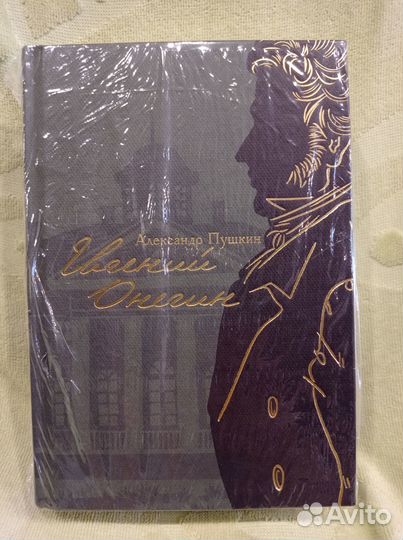 Александр Пушкин
Евгений
Онегин
Avito